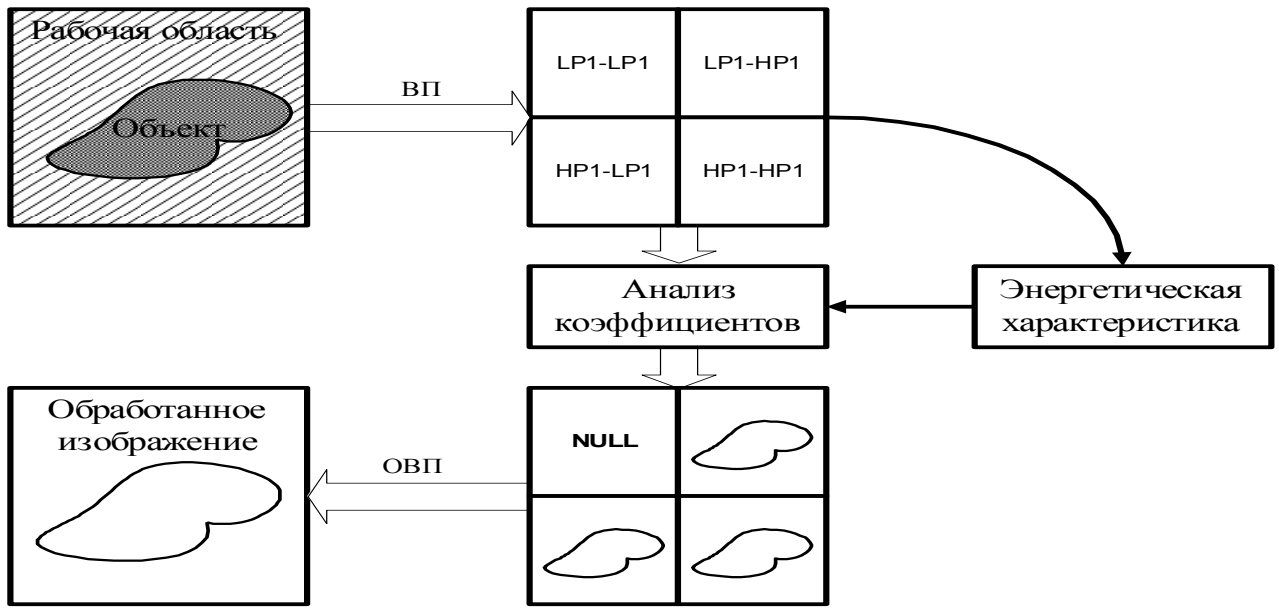 Рабочая область
Объект
ВП
LP1-LP1
LP1-HP1
HP1-LP1
HP1-HP1
Анализ
коэффициентов
Энергетическая
характеристика
Обработанное
изображение
ОВП
NULL